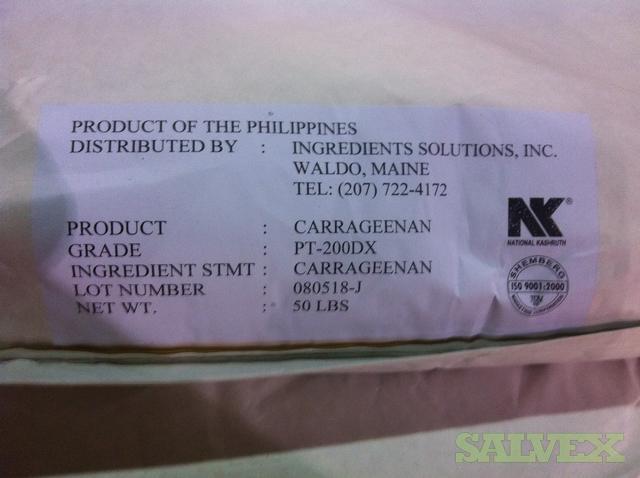 PRODUCT OF THE PHILIPPINES
DISTRIBUTED BY : INGREDIENTS SOLUTIONS, INC.
WALDO, MAINE
TEL: (207) 722-4172
PRODUCT : CARRAGEENAN
GRADE : PT-200DX
INGREDIENT STMT : CARRAGEENAN
LOT NUMBER : 080518-J
NET WT. : 50 LBS
NK®
NATIONAL KASHRUTH
SHEMBERG
ISO 9001:2000
TÜV
SALVEX